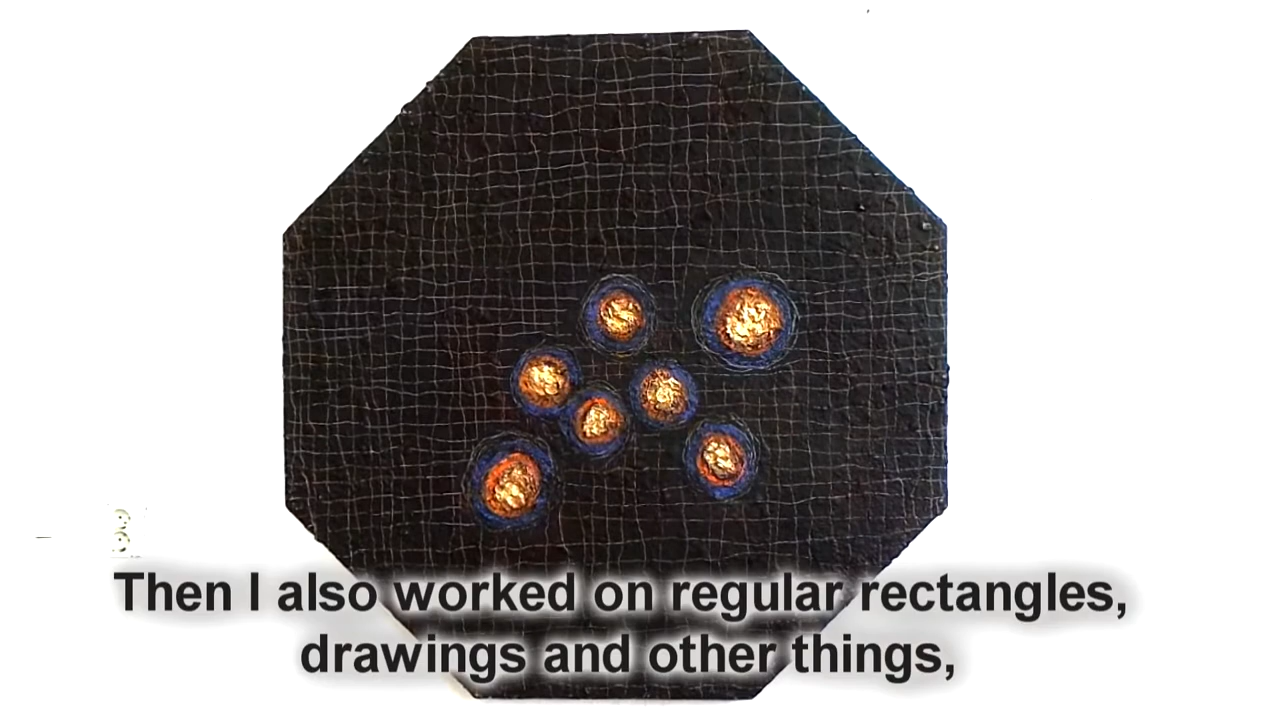 Then I also worked on regular rectangles,
drawings and other things,